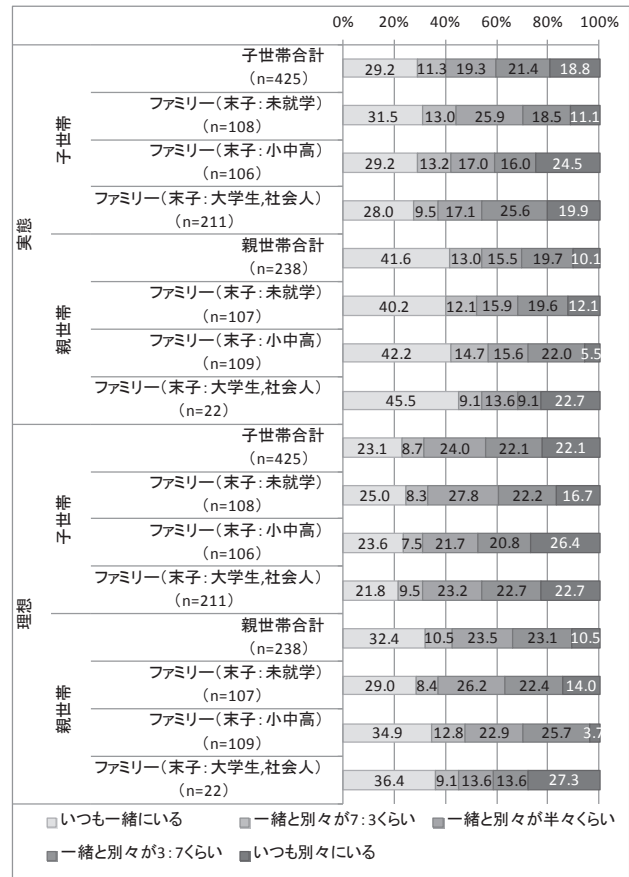 0% 20% 40% 60% 80% 100%
実態
子世帯
子世帯合計
(n=425)
29.2 11.3 19.3 21.4 18.8
ファミリー(末子:未就学)
(n=108)
31.5 13.0 25.9 18.5 11.1
ファミリー(末子:小中高)
(n=106)
29.2 13.2 17.0 16.0 24.5
ファミリー(末子:大学生,社会人)
(n=211)
28.0 9.5 17.1 25.6 19.9
親世帯
親世帯合計
(n=238)
41.6 13.0 15.5 19.7 10.1
ファミリー(末子:未就学)
(n=107)
40.2 12.1 15.9 19.6 12.1
ファミリー(末子:小中高)
(n=109)
42.2 14.7 15.6 22.0 5.5
ファミリー(末子:大学生,社会人)
(n=22)
45.5 9.1 13.6 9.1 22.7
理想
子世帯
子世帯合計
(n=425)
23.1 8.7 24.0 22.1 22.1
ファミリー(末子:未就学)
(n=108)
25.0 8.3 27.8 22.2 16.7
ファミリー(末子:小中高)
(n=106)
23.6 7.5 21.7 20.8 26.4
ファミリー(末子:大学生,社会人)
(n=211)
21.8 9.5 23.2 22.7 22.7
親世帯
親世帯合計
(n=238)
32.4 10.5 23.5 23.1 10.5
ファミリー(末子:未就学)
(n=107)
29.0 8.4 26.2 22.4 14.0
ファミリー(末子:小中高)
(n=109)
34.9 12.8 22.9 25.7 3.7
ファミリー(末子:大学生,社会人)
(n=22)
36.4 9.1 13.6 13.6 27.3
いつも一緒にいる 一緒と別々が7:3くらい 一緒と別々が半々くらい
一緒と別々が3:7くらい いつも別々にいる